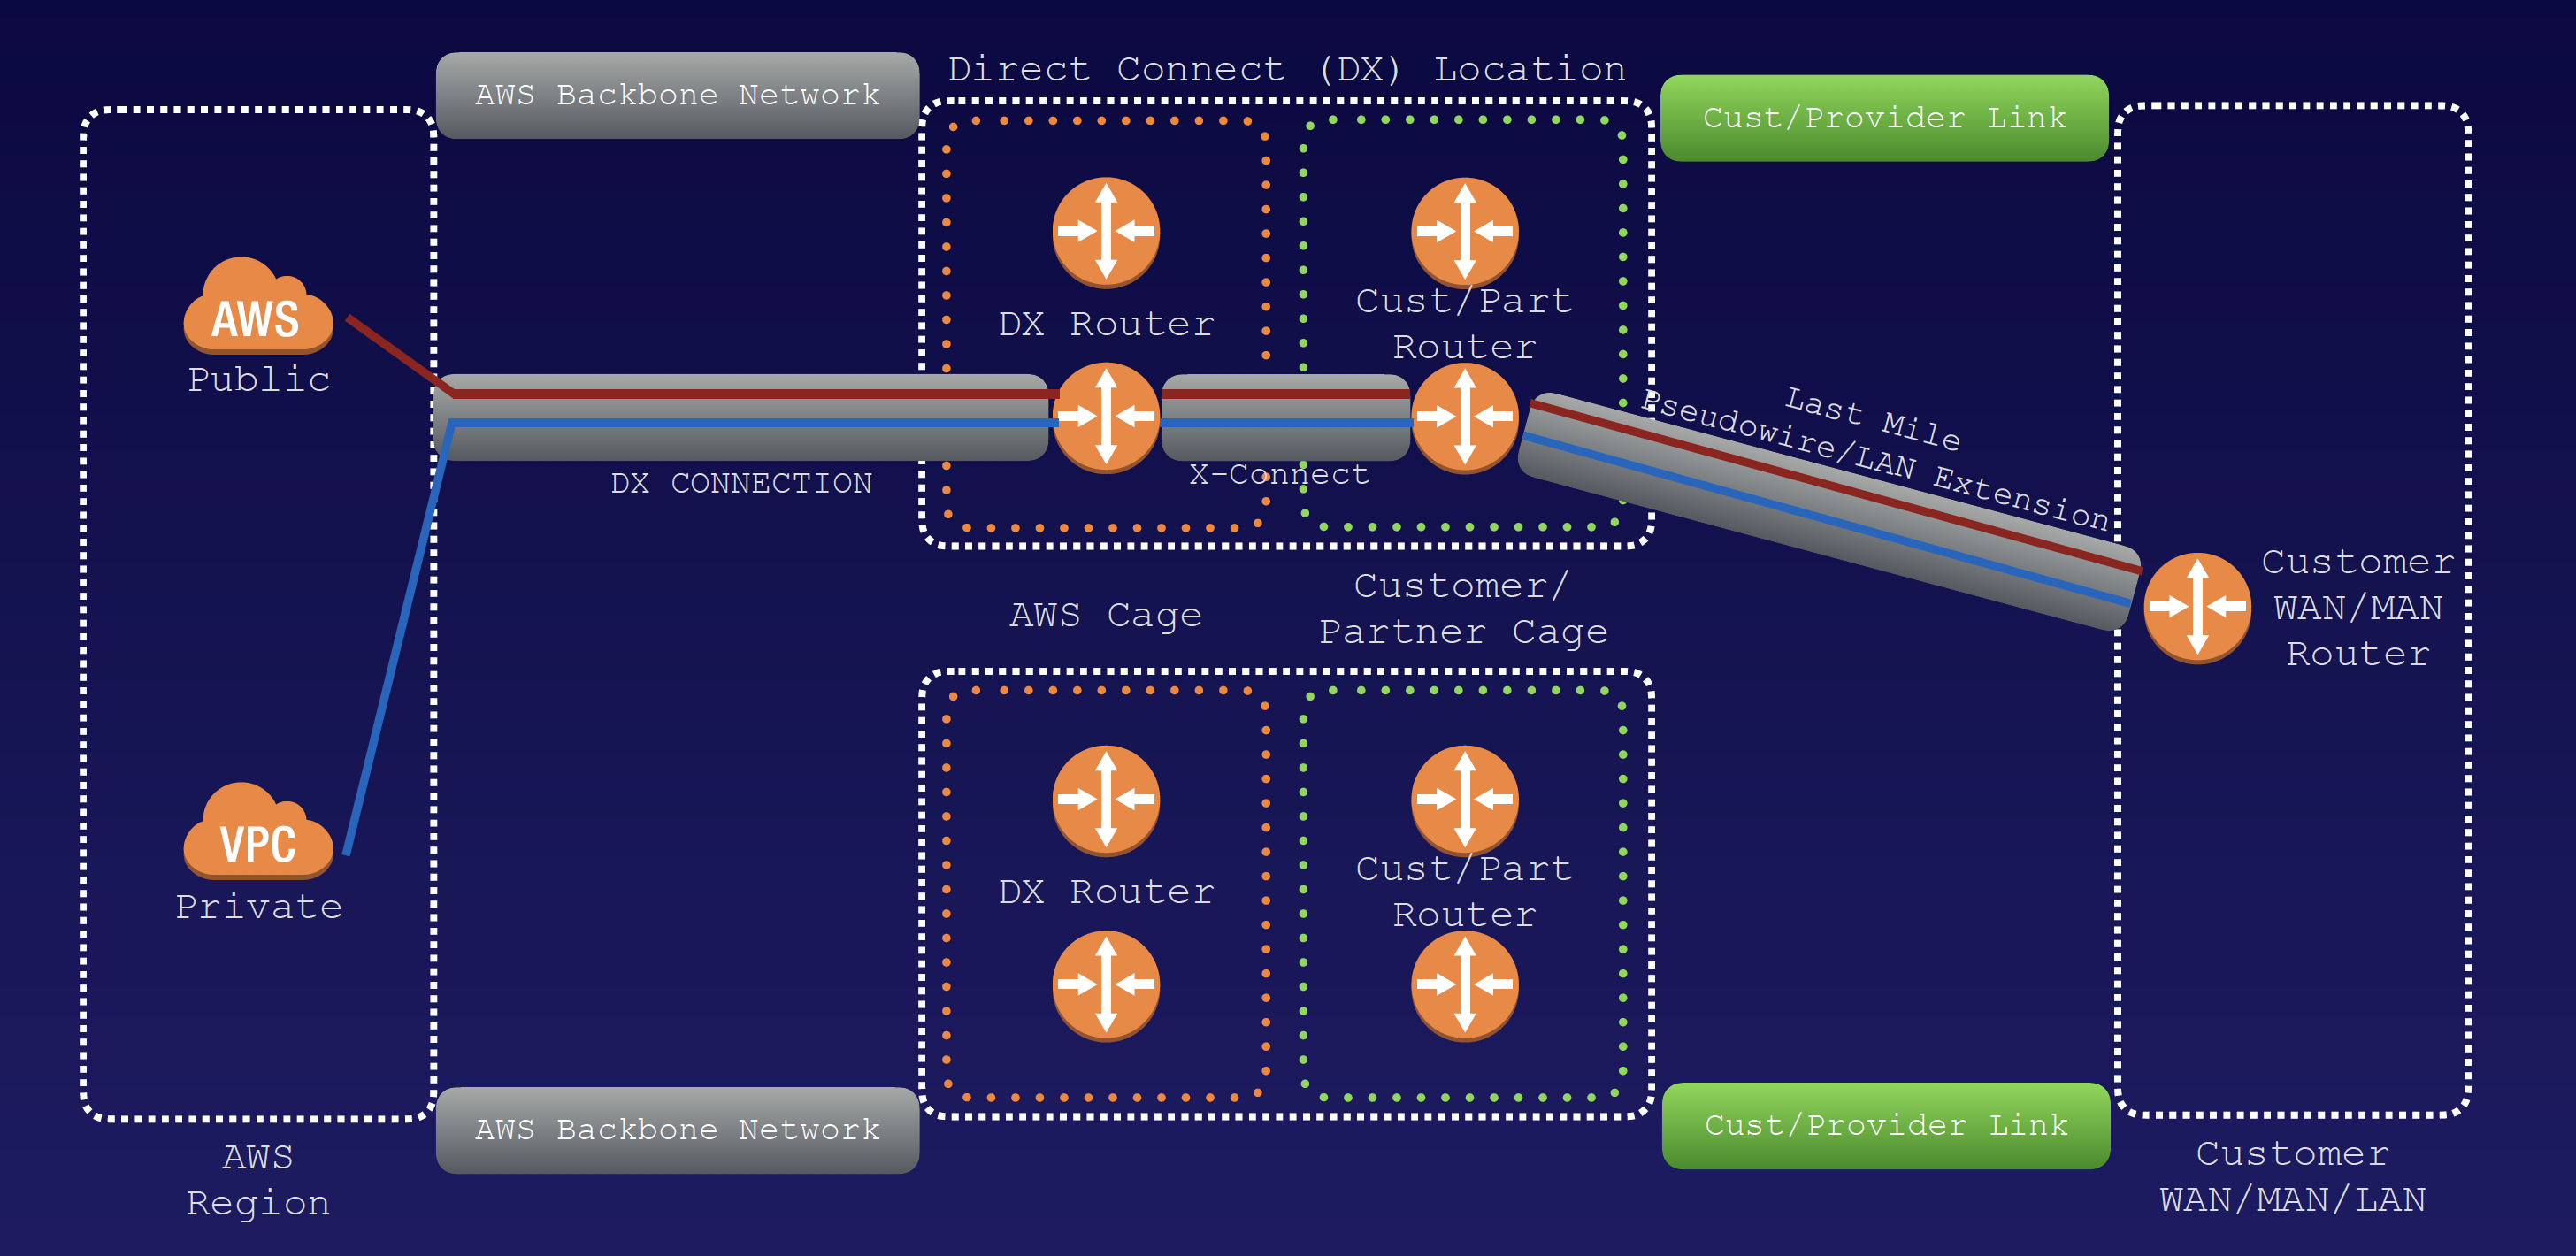 Direct Connect (DX) Location
AWS Backbone Network
Cust/Provider Link
AWS
Public
DX Router
Cust/Part
Router
DX CONNECTION
X-Connect
Last Mile
Pseudowire/LAN Extension
Customer
WAN/MAN
Router
AWS Cage
Customer/
Partner Cage
VPC
Private
DX Router
Cust/Part
Router
AWS Backbone Network
Cust/Provider Link
AWS
Region
Customer
WAN/MAN/LAN